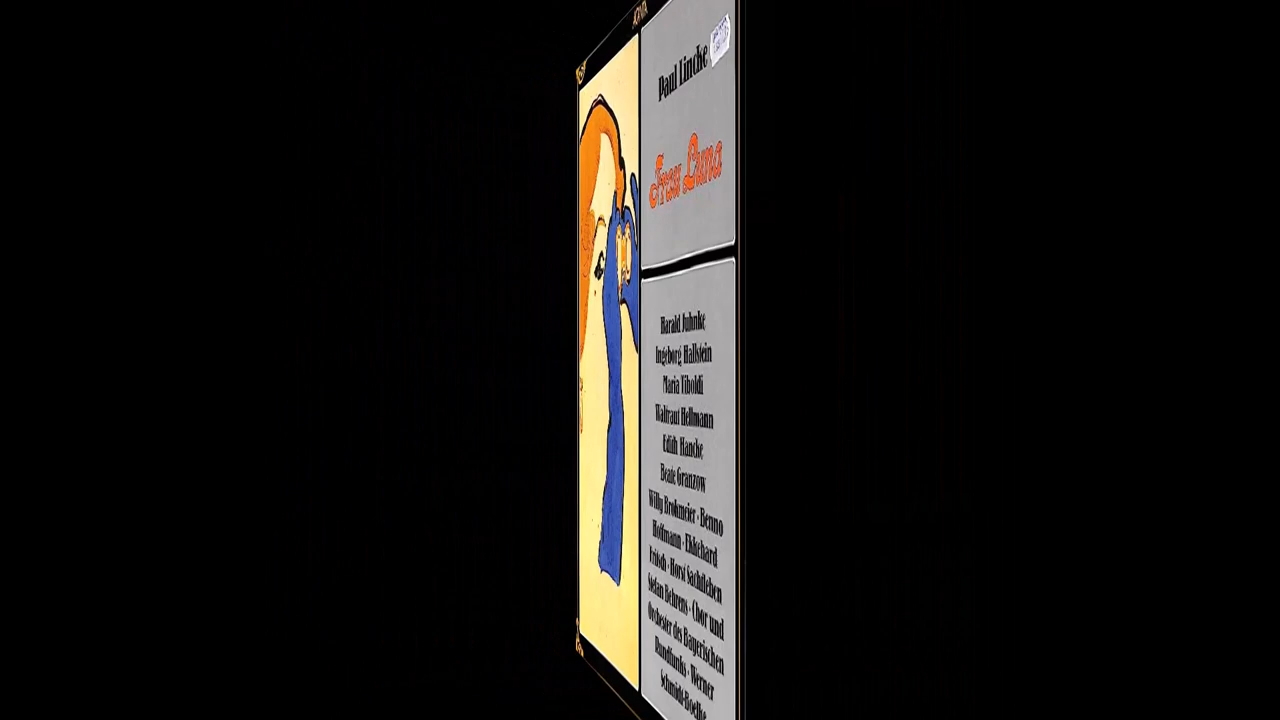 Paul Lincke
Frau Luna
Harald Juhnke
Ingeborg Hallstein
Maria Tiboldi
Waltraut Hellmann
Edith Hancke
Beate Granzow
Willy Brokmeier · Benno
Hoffmann · Ekkehard
Fritsch · Horst Sachtleben
Stefan Behrens · Chor und
Orchester des Bayerischen
Rundfunks · Werner
Schmidt-Boelke